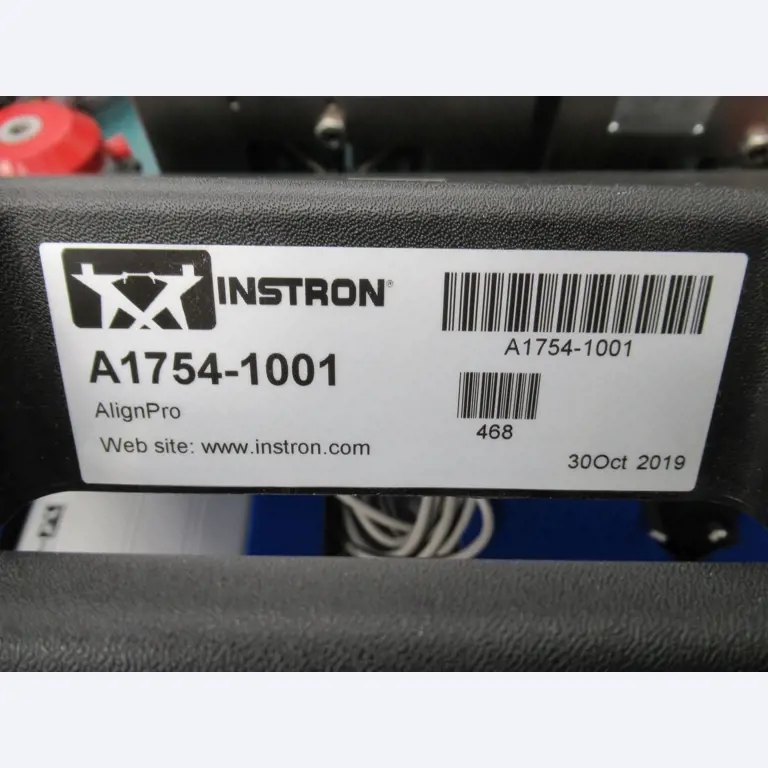 INSTRON®
A1754-1001
AlignPro
Web site: www.instron.com
A1754-1001
468
30Oct 2019